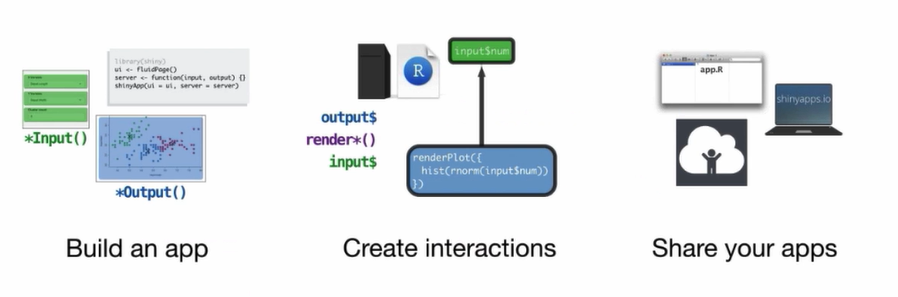 library(shiny)
ui <- fluidPage()
server <- function(input, output) {}
shinyApp(ui = ui, server = server)
*Input()
*Output()
Build an app
R
input$num
output$
render*()
input$
renderPlot({
hist(rnorm(input$num))
})
Create interactions
app.R
shinyapps.io
Share your apps